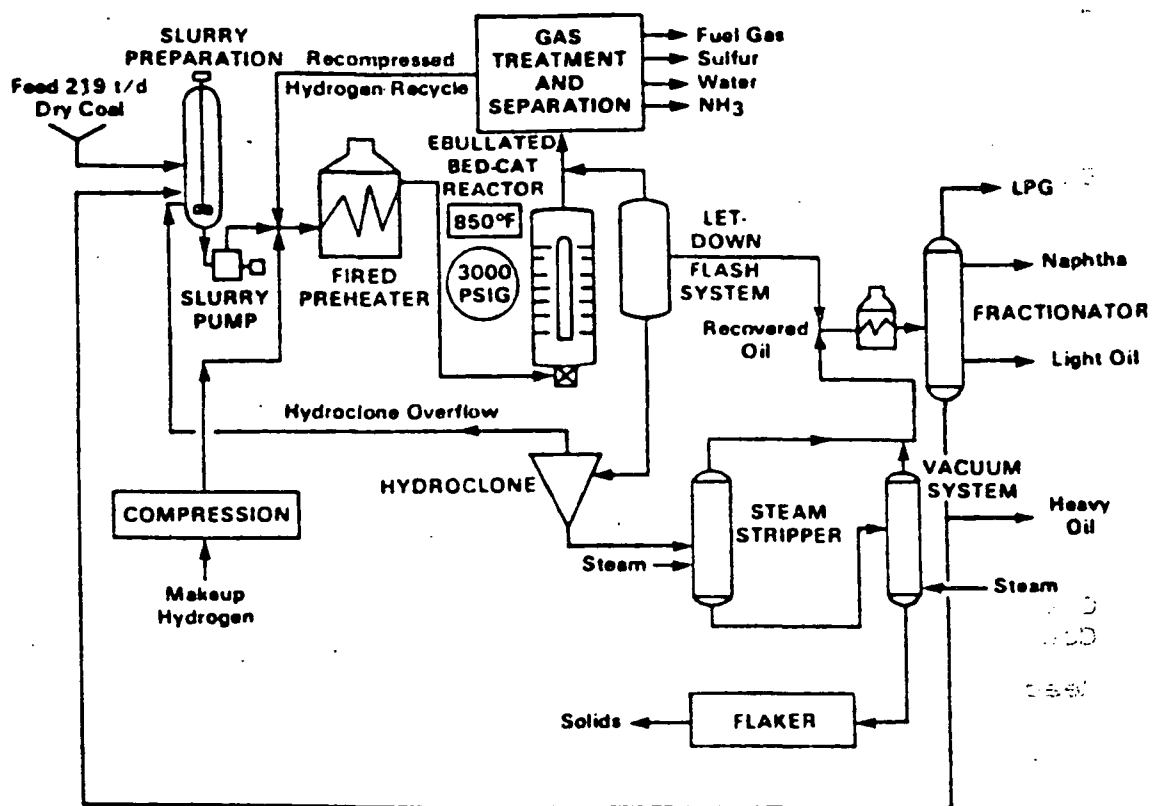 SLURRY
PREPARATION
Feed 219 t/d
Dry Coal
Recompressed
Hydrogen Recycle
GAS
TREATMENT
AND
SEPARATION
Fuel Gas
Sulfur
Water
NH3
EBULLATED
BED-CAT
REACTOR
850°F
3000
PSIG
FIRED
PREHEATER
SLURRY
PUMP
LET-
DOWN
FLASH
SYSTEM
Recovered
Oil
LPG
Naphtha
FRACTIONATOR
Light Oil
Hydroclone Overflow
HYDROCLONE
COMPRESSION
Makeup
Hydrogen
STEAM
STRIPPER
Steam
VACUUM
SYSTEM
Heavy
Oil
Steam
FLAKER
Solids